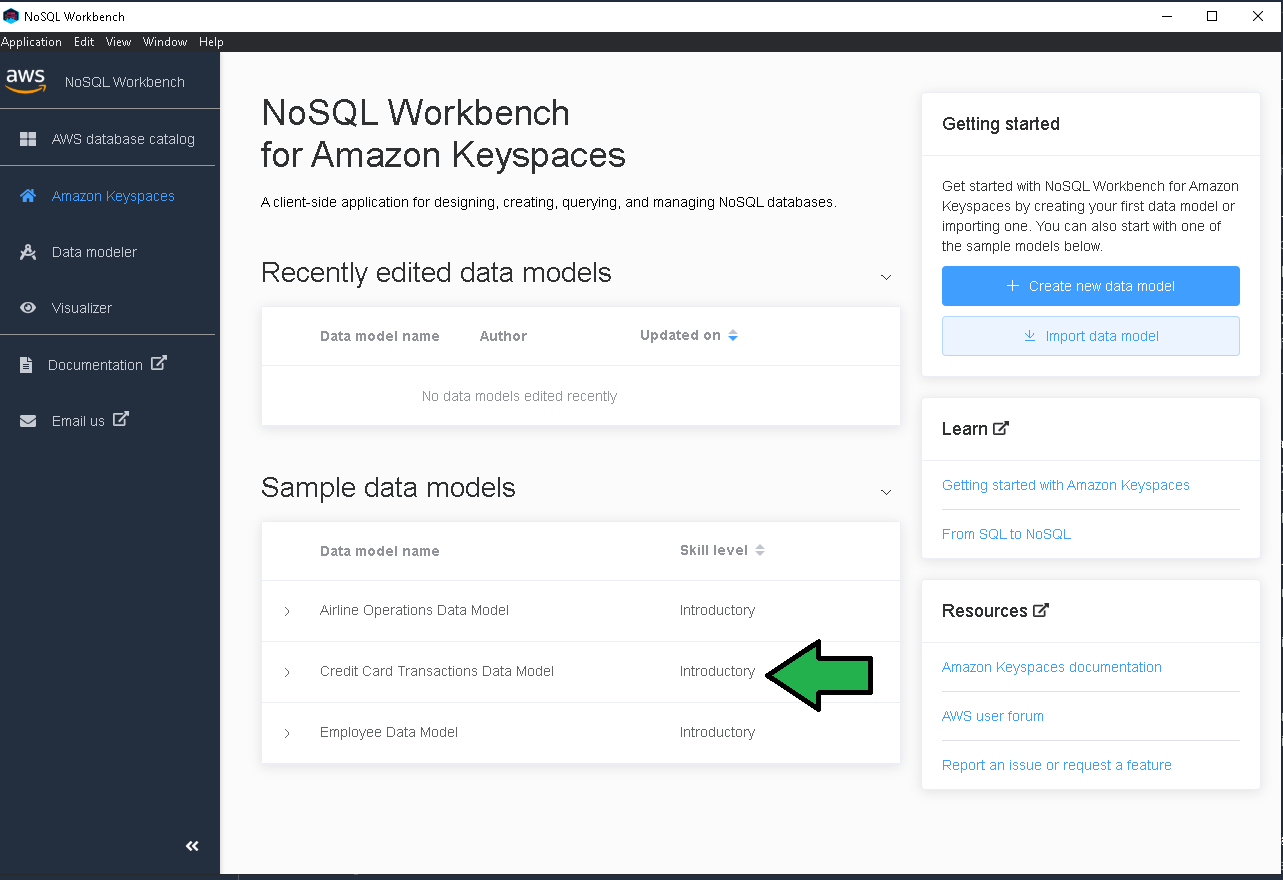 NoSQL Workbench
Application Edit View Window Help
aws NoSQL Workbench
AWS database catalog
Amazon Keyspaces
Data modeler
Visualizer
Documentation
Email us
NoSQL Workbench
for Amazon Keyspaces
A client-side application for designing, creating, querying, and managing NoSQL databases.
Recently edited data models
Data model name Author Updated on
No data models edited recently
Sample data models
Data model name Skill level
Airline Operations Data Model Introductory
Credit Card Transactions Data Model Introductory
Employee Data Model Introductory
Getting started
Get started with NoSQL Workbench for Amazon
Keyspaces by creating your first data model or
importing one. You can also start with one of
the sample models below.
Create new data model
Import data model
Learn
Getting started with Amazon Keyspaces
From SQL to NoSQL
Resources
Amazon Keyspaces documentation
AWS user forum
Report an issue or request a feature